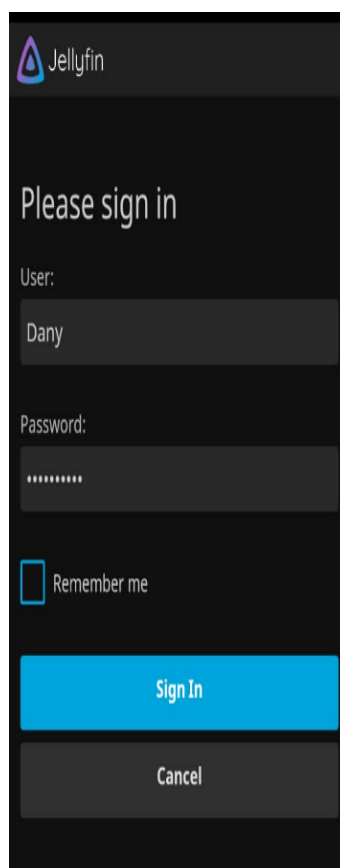 Jellyfin
Please sign in
User:
Dany
Password:
••••••••••
Remember me
Sign In
Cancel